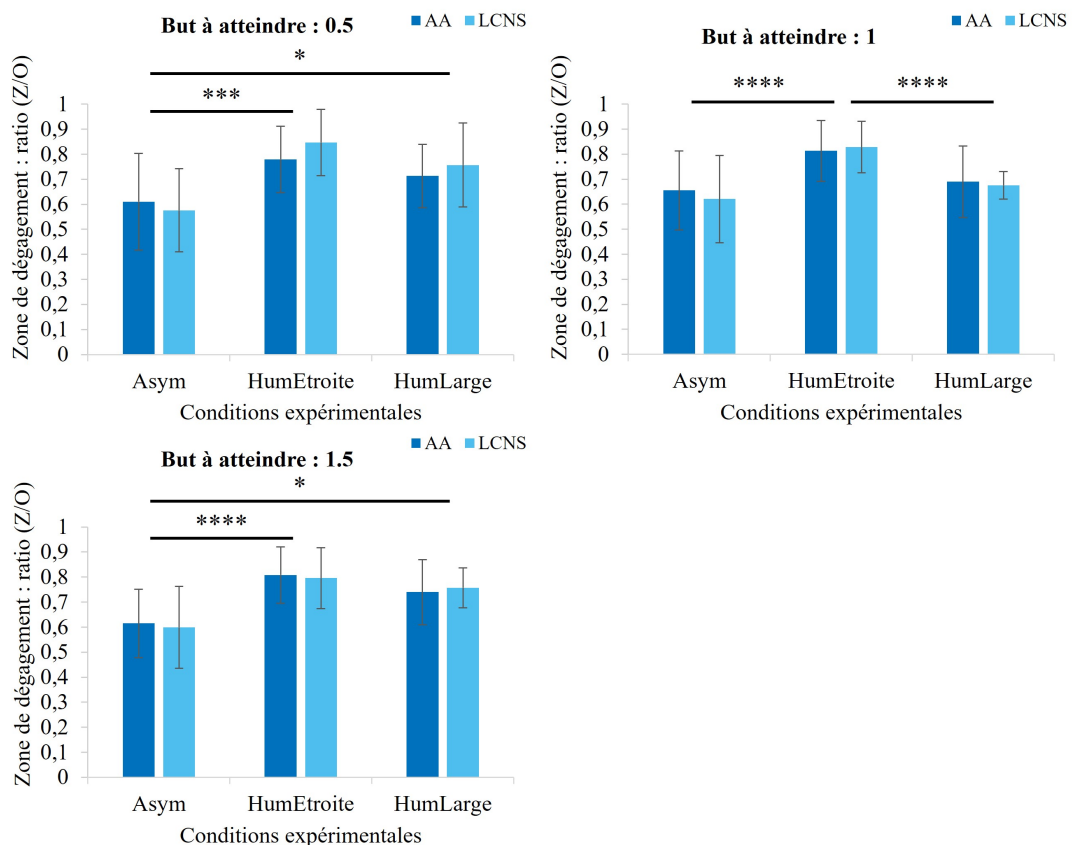 But à atteindre : 0.5
AA LCNS
*
***
Zone de dégagement : ratio (Z/O)
1
0,9
0,8
0,7
0,6
0,5
0,4
0,3
0,2
0,1
0
Asym HumEtroite HumLarge
Conditions expérimentales
But à atteindre : 1
AA LCNS
**** ****
Zone de dégagement : ratio (Z/O)
1
0,9
0,8
0,7
0,6
0,5
0,4
0,3
0,2
0,1
0
Asym HumEtroite HumLarge
Conditions expérimentales
But à atteindre : 1.5
AA LCNS
*
****
Zone de dégagement : ratio (Z/O)
1
0,9
0,8
0,7
0,6
0,5
0,4
0,3
0,2
0,1
0
Asym HumEtroite HumLarge
Conditions expérimentales